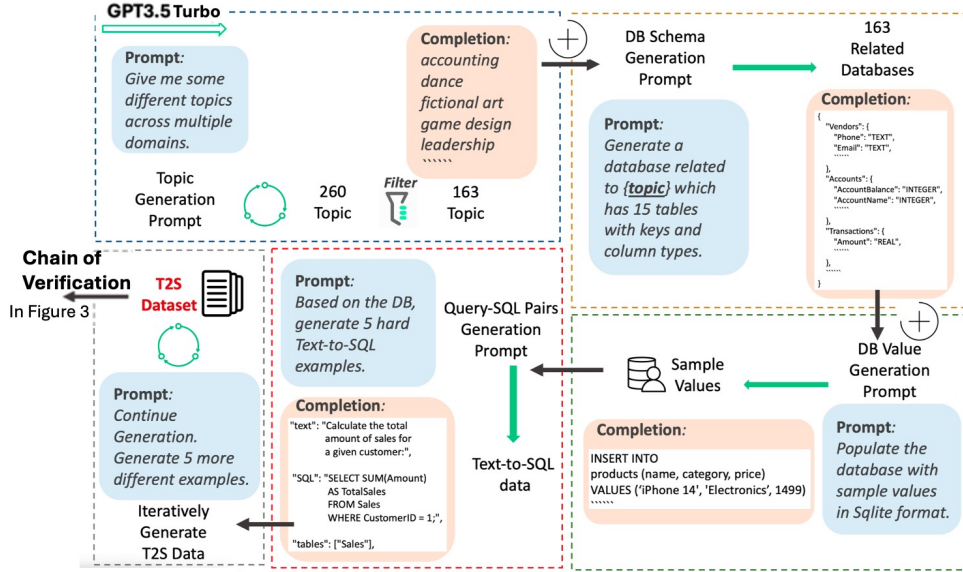 GPT3.5 Turbo
Prompt:
Give me some
different topics
across multiple
domains.
Topic
Generation
Prompt
260
Topic
Filter
163
Topic
Completion:
accounting
dance
fictional art
game design
leadership
``````
DB Schema
Generation
Prompt
163
Related
Databases
Prompt:
Generate a
database related
to {topic} which
has 15 tables
with keys and
column types.
Completion:
{
"Vendors": {
"Phone": "TEXT",
"Email": "TEXT",
``````
},
"Accounts": {
"AccountBalance": "INTEGER",
"AccountName": "INTEGER",
``````
},
"Transactions": {
"Amount": "REAL",
``````
},
``````
}
DB Value
Generation
Prompt
Prompt:
Populate the
database with
sample values
in Sqlite format.
Sample
Values
Completion:
INSERT INTO
products (name, category, price)
VALUES (‘iPhone 14', 'Electronics’, 1499)
``````
Query-SQL Pairs
Generation
Prompt
Text-to-SQL
data
Prompt:
Based on the DB,
generate 5 hard
Text-to-SQL
examples.
Completion:
"text": "Calculate the total
amount of sales for
a given customer:",
"SQL": "SELECT SUM(Amount)
AS TotalSales
FROM Sales
WHERE CustomerID = 1;",
"tables": ["Sales"],
Iteratively
Generate
T2S Data
Prompt:
Continue
Generation.
Generate 5 more
different examples.
T2S
Dataset
Chain of
Verification
In Figure 3